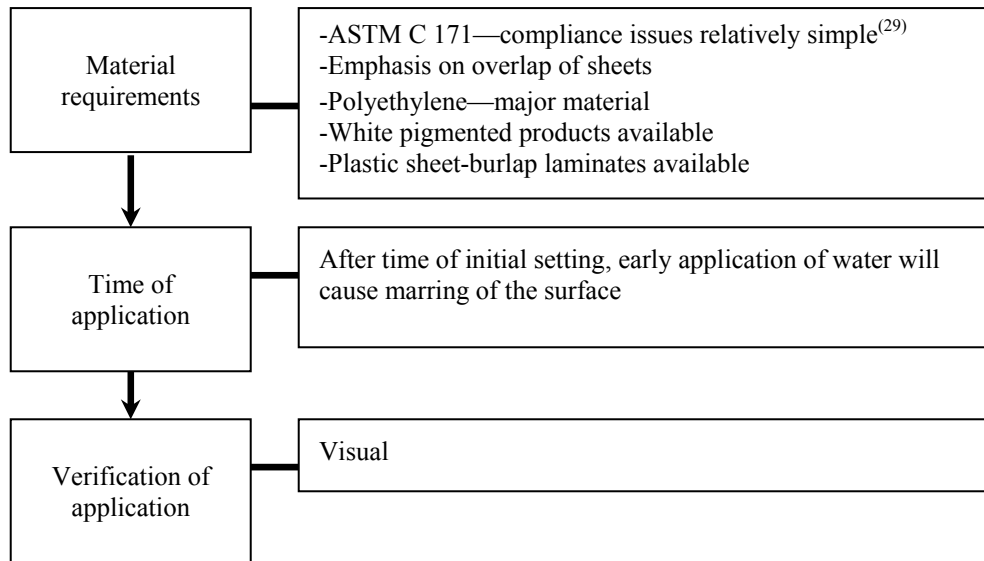 Material
requirements
-ASTM C 171—compliance issues relatively simple(29)
-Emphasis on overlap of sheets
-Polyethylene—major material
-White pigmented products available
-Plastic sheet-burlap laminates available
Time of
application
After time of initial setting, early application of water will
cause marring of the surface
Verification of
application
Visual